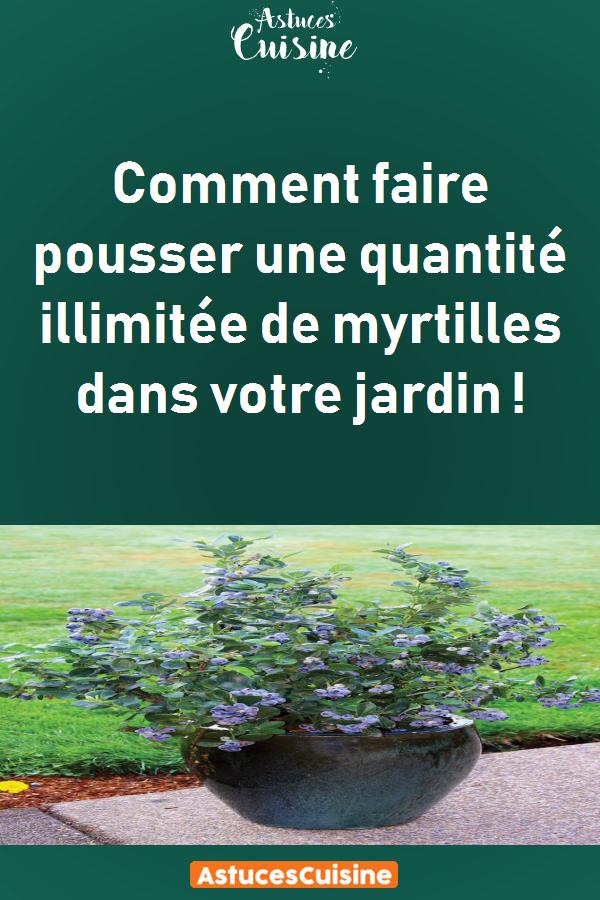 Astuces
Cuisine
Comment faire
pousser une quantité
illimitée de myrtilles
dans votre jardin !
AstucesCuisine